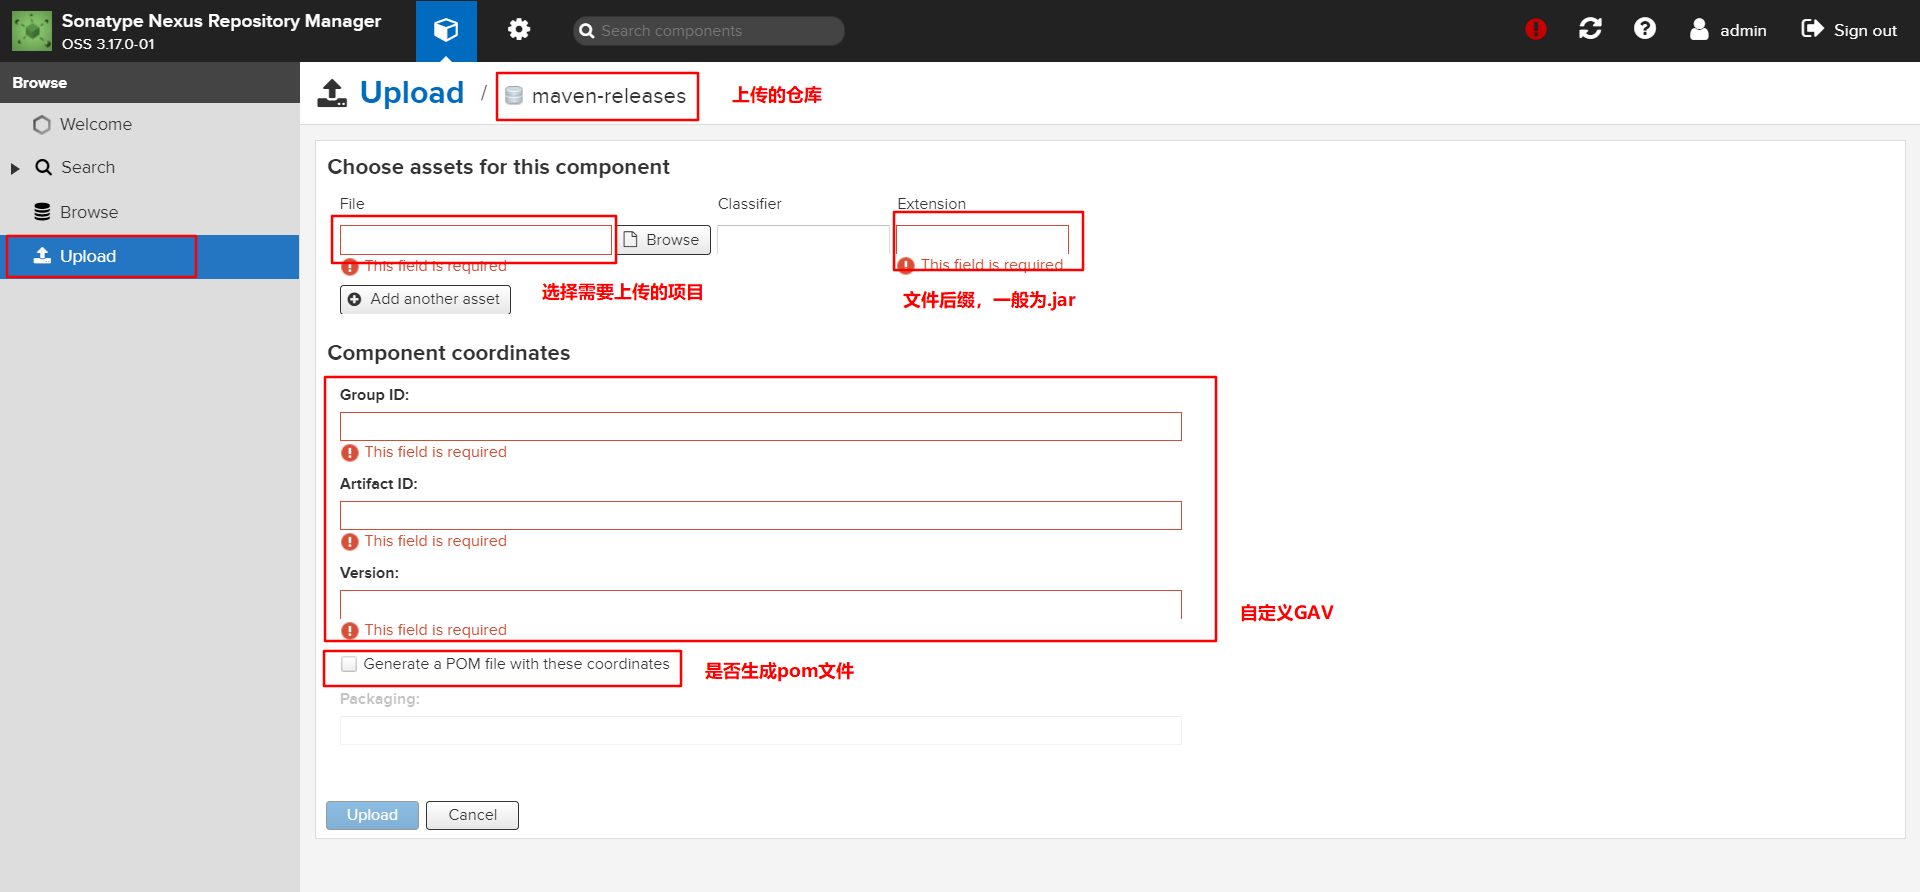 Sonatype Nexus Repository Manager
OSS 3.17.0-01
Search components
admin
Sign out
Browse
Welcome
Search
Browse
Upload
Upload / maven-releases
上传的仓库
Choose assets for this component
File
Classifier
Extension
Browse
This field is required
This field is required
Add another asset
选择需要上传的项目
文件后缀，一般为.jar
Component coordinates
Group ID:
This field is required
Artifact ID:
This field is required
Version:
This field is required
自定义GAV
Generate a POM file with these coordinates
是否生成pom文件
Packaging:
Upload
Cancel